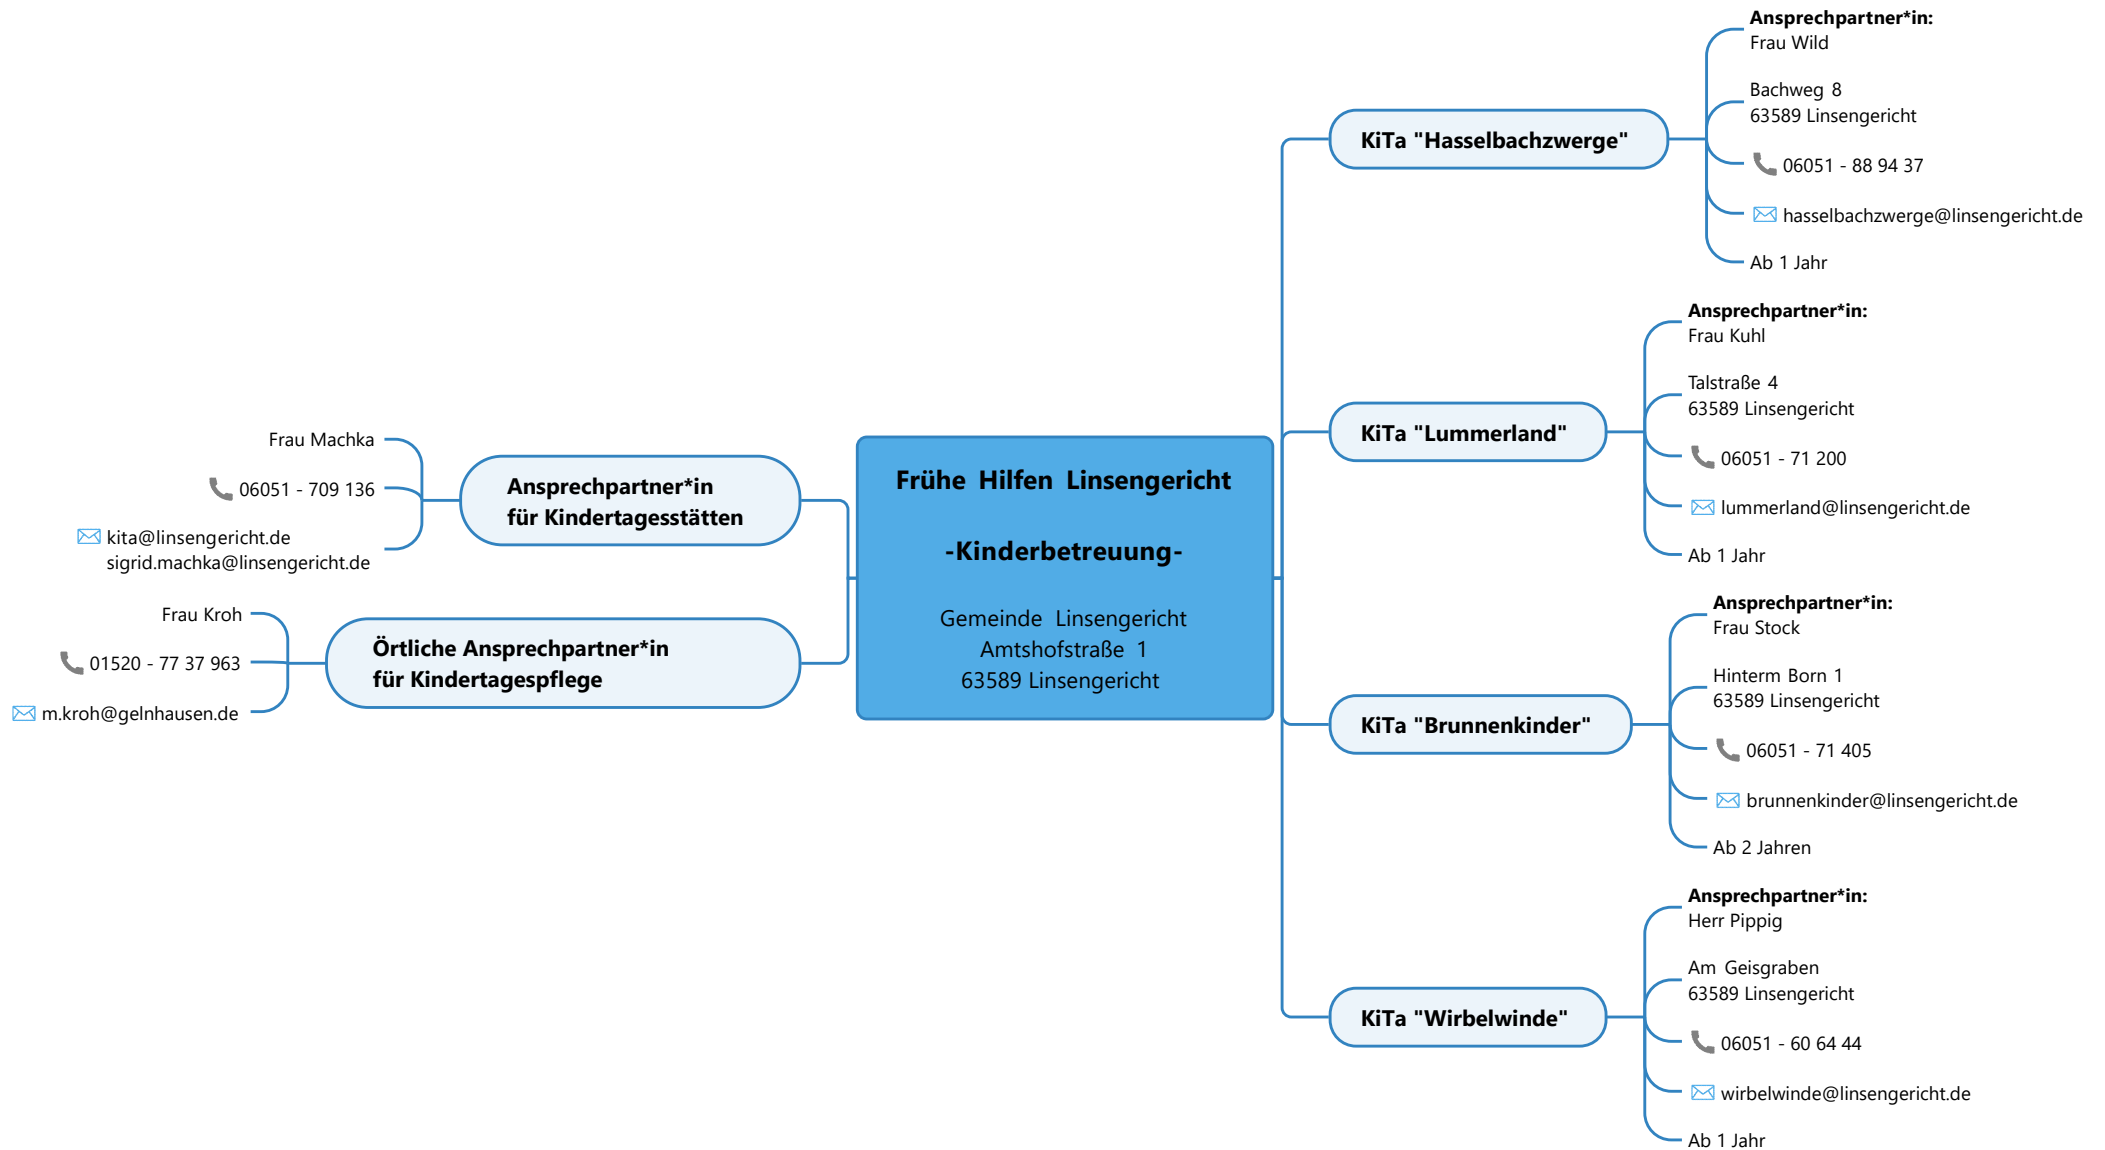 Frühe Hilfen Linsengericht
-Kinderbetreuung-
Gemeinde Linsengericht
Amtshofstraße 1
63589 Linsengericht
Ansprechpartner*in
für Kindertagesstätten
Frau Machka
06051 - 709 136
kita@linsengericht.de
sigrid.machka@linsengericht.de
Örtliche Ansprechpartner*in
für Kindertagespflege
Frau Kroh
01520 - 77 37 963
m.kroh@gelnhausen.de
KiTa "Hasselbachzwerge"
Ansprechpartner*in:
Frau Wild
Bachweg 8
63589 Linsengericht
06051 - 88 94 37
hasselbachzwerge@linsengericht.de
Ab 1 Jahr
KiTa "Lummerland"
Ansprechpartner*in:
Frau Kuhl
Talstraße 4
63589 Linsengericht
06051 - 71 200
lummerland@linsengericht.de
Ab 1 Jahr
KiTa "Brunnenkinder"
Ansprechpartner*in:
Frau Stock
Hinterm Born 1
63589 Linsengericht
06051 - 71 405
brunnenkinder@linsengericht.de
Ab 2 Jahren
KiTa "Wirbelwinde"
Ansprechpartner*in:
Herr Pippig
Am Geisgraben
63589 Linsengericht
06051 - 60 64 44
wirbelwinde@linsengericht.de
Ab 1 Jahr